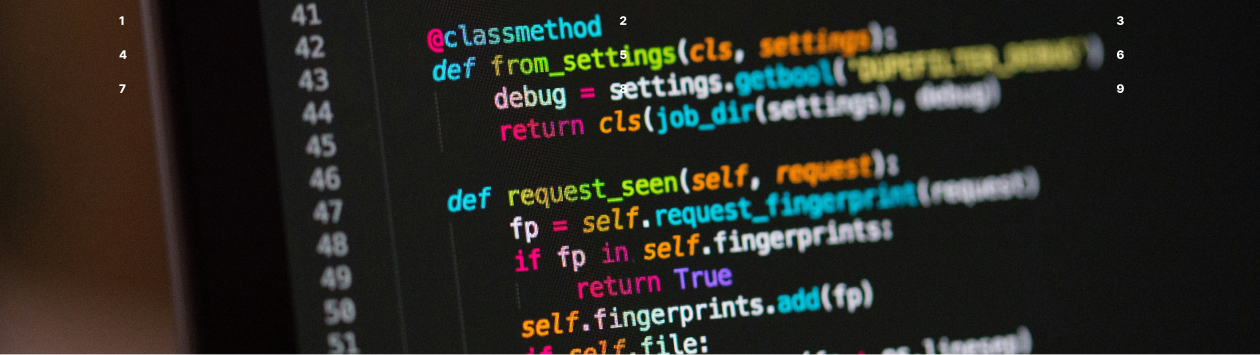 1 2 3
4 5 6
7 8 9
41
42 @classmethod
43 def from_settings(cls, settings):
44 debug = settings.getbool("DUPEFILTER_DEBUG")
45 return cls(job_dir(settings), debug)
46
47 def request_seen(self, request):
48 fp = self.request_fingerprint(request)
49 if fp in self.fingerprints:
50 return True
51 self.fingerprints.add(fp)
if self.file:
os.linesep)